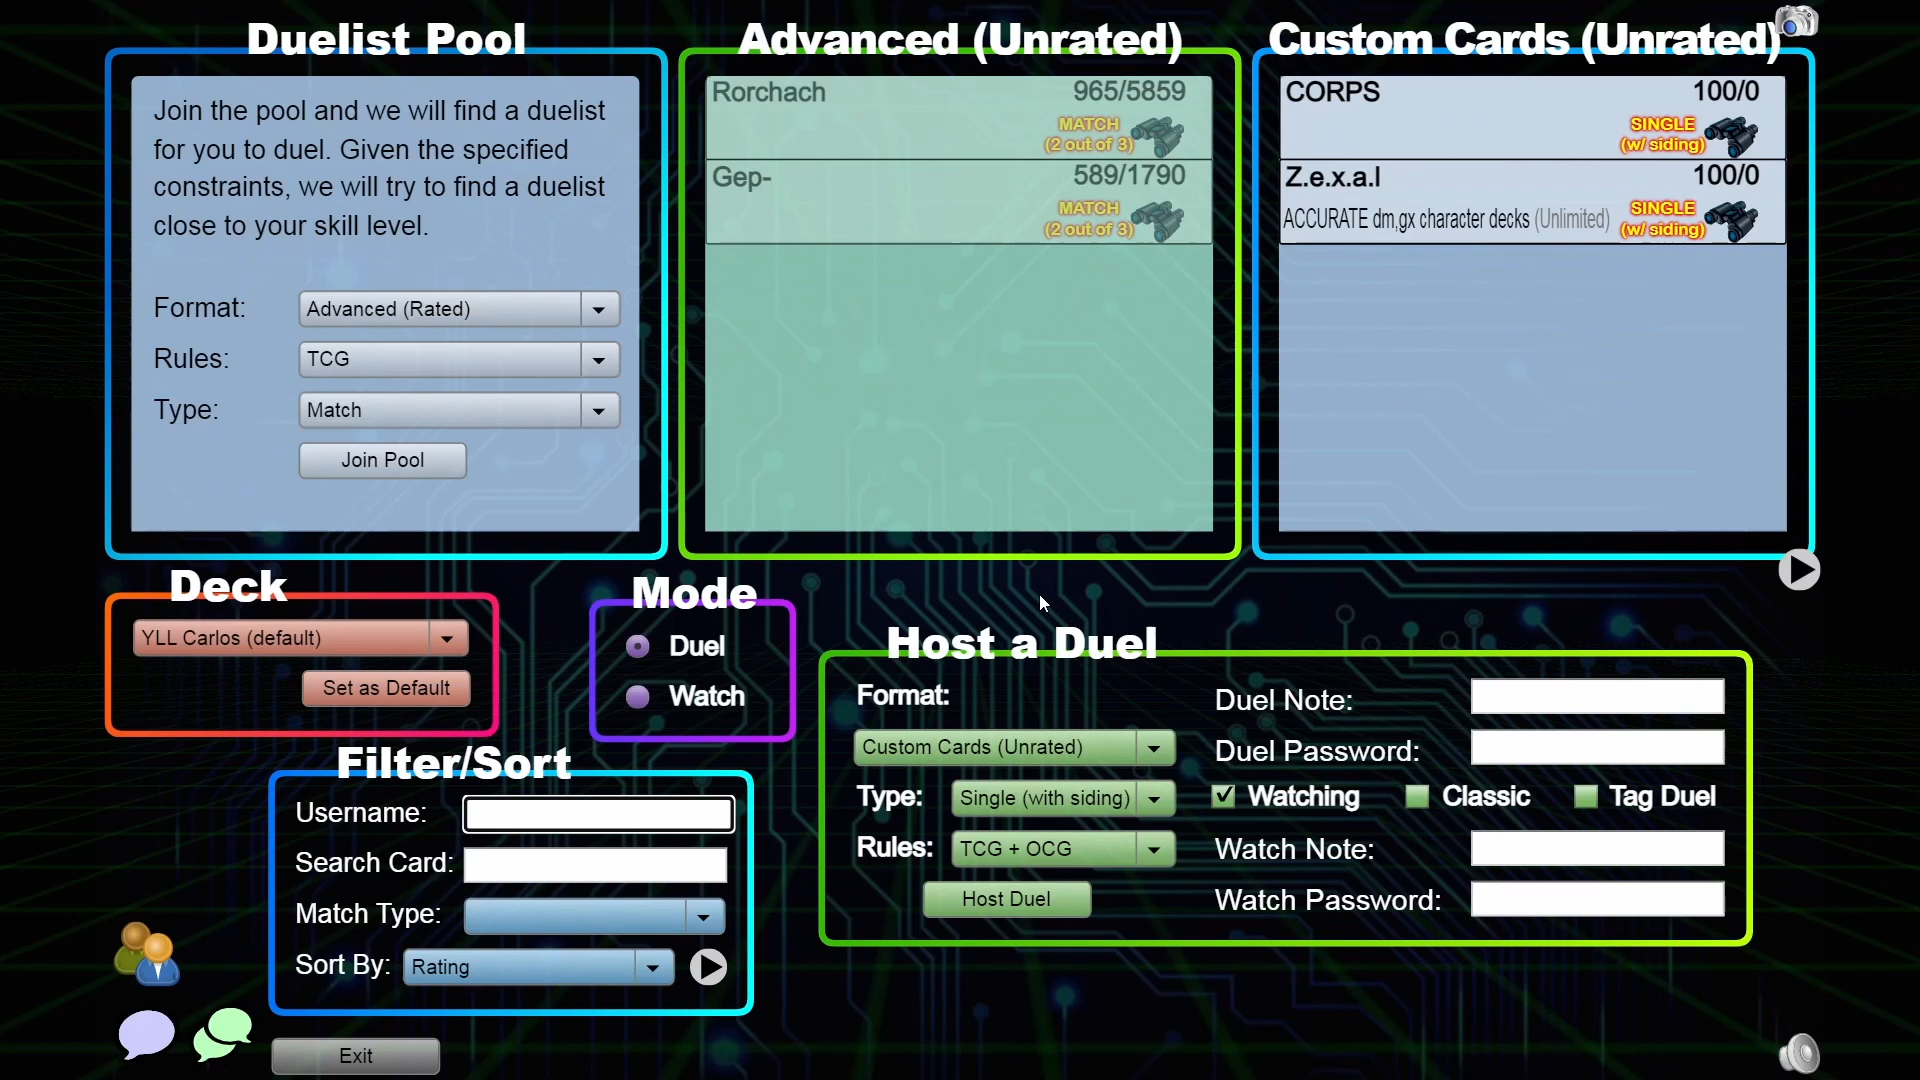 Duelist Pool
Join the pool and we will find a duelist
for you to duel. Given the specified
constraints, we will try to find a duelist
close to your skill level.
Format: Advanced (Rated)
Rules: TCG
Type: Match
Join Pool
Advanced (Unrated)
Rorchach 965/5859
MATCH
(2 out of 3)
Gep- 589/1790
MATCH
(2 out of 3)
Custom Cards (Unrated)
CORPS 100/0
SINGLE
(w/ siding)
Z.e.x.a.l 100/0
ACCURATE dm,gx character decks (Unlimited)
SINGLE
(w/ siding)
Deck
YLL Carlos (default)
Set as Default
Mode
Duel
Watch
Filter/Sort
Username:
Search Card:
Match Type:
Sort By: Rating
Host a Duel
Format:
Custom Cards (Unrated)
Type: Single (with siding)
Rules: TCG + OCG
Host Duel
Duel Note:
Duel Password:
Watching Classic Tag Duel
Watch Note:
Watch Password:
Exit